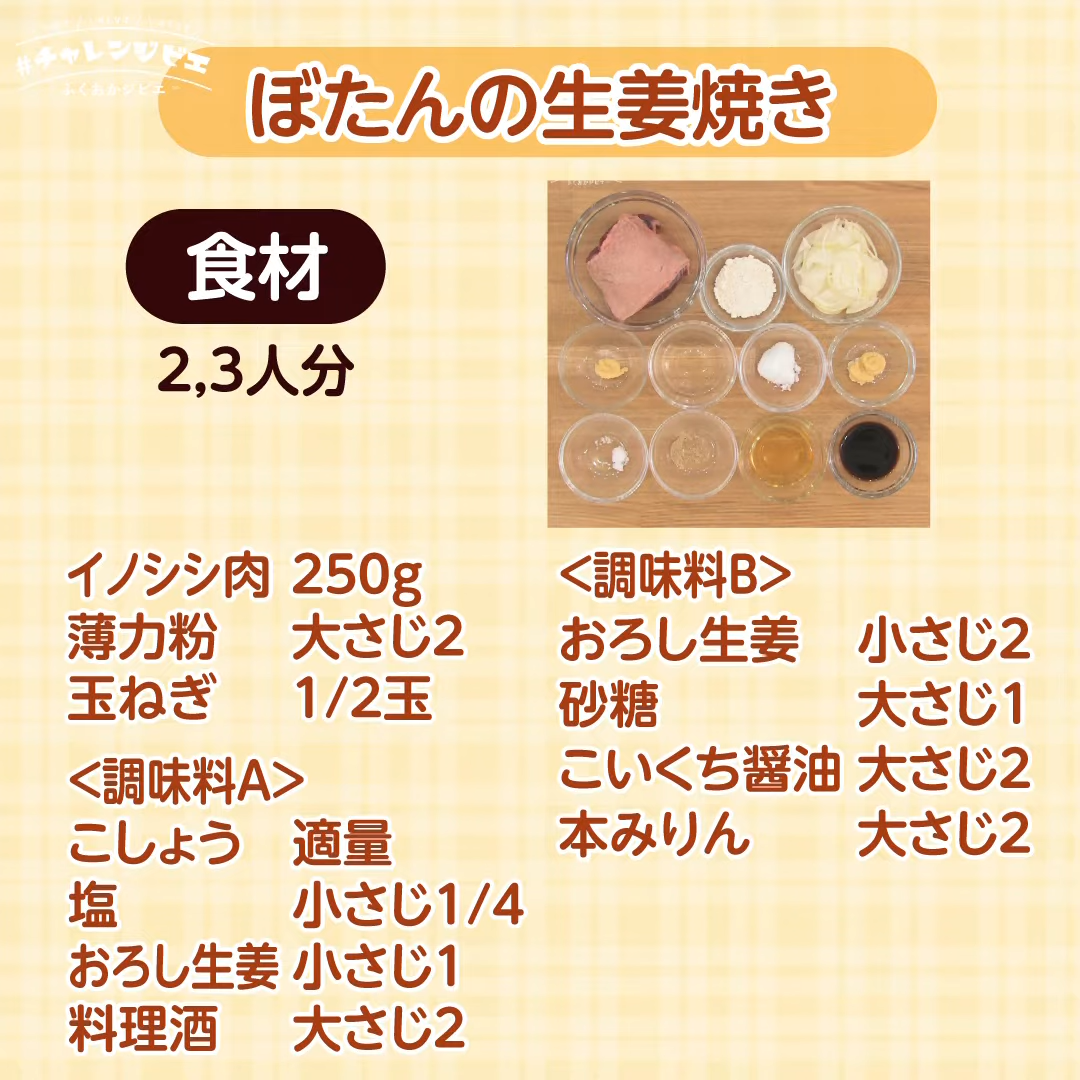 #チャレンジビエ
ふくおかジビエ
ぼたんの生姜焼き
食材
2,3人分
イノシシ肉 250g
薄力粉 大さじ2
玉ねぎ 1/2玉
<調味料A>
こしょう 適量
塩 小さじ1/4
おろし生姜 小さじ1
料理酒 大さじ2
<調味料B>
おろし生姜 小さじ2
砂糖 大さじ1
こいくち醤油 大さじ2
本みりん 大さじ2